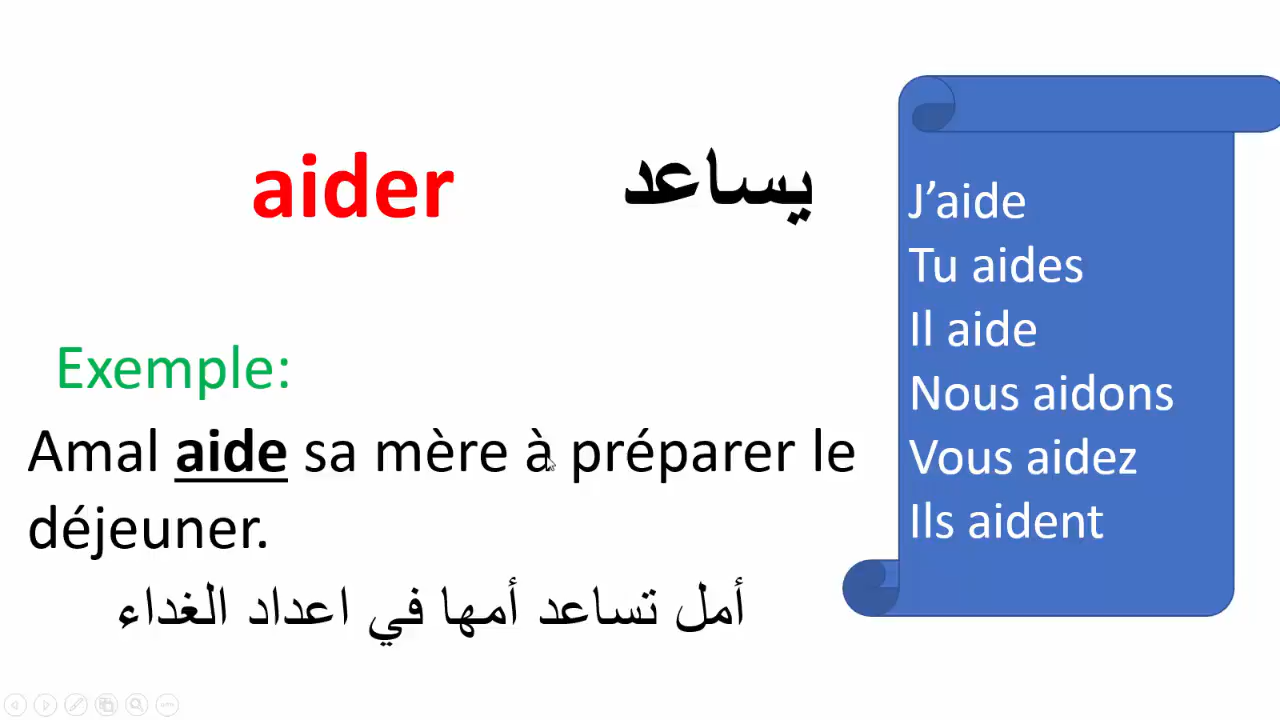 aider
يساعد
Exemple:
Amal aide sa mère à préparer le
déjeuner.
أمل تساعد أمها في اعداد الغداء
J’aide
Tu aides
Il aide
Nous aidons
Vous aidez
Ils aident